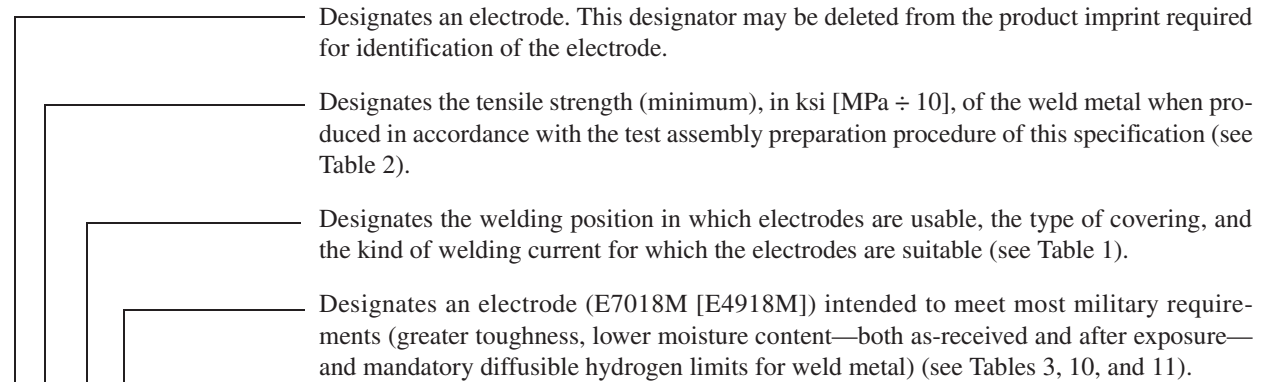 Designates an electrode. This designator may be deleted from the product imprint required
for identification of the electrode.
Designates the tensile strength (minimum), in ksi [MPa ÷ 10], of the weld metal when pro-
duced in accordance with the test assembly preparation procedure of this specification (see
Table 2).
Designates the welding position in which electrodes are usable, the type of covering, and
the kind of welding current for which the electrodes are suitable (see Table 1).
Designates an electrode (E7018M [E4918M]) intended to meet most military require-
ments (greater toughness, lower moisture content—both as-received and after exposure—
and mandatory diffusible hydrogen limits for weld metal) (see Tables 3, 10, and 11).